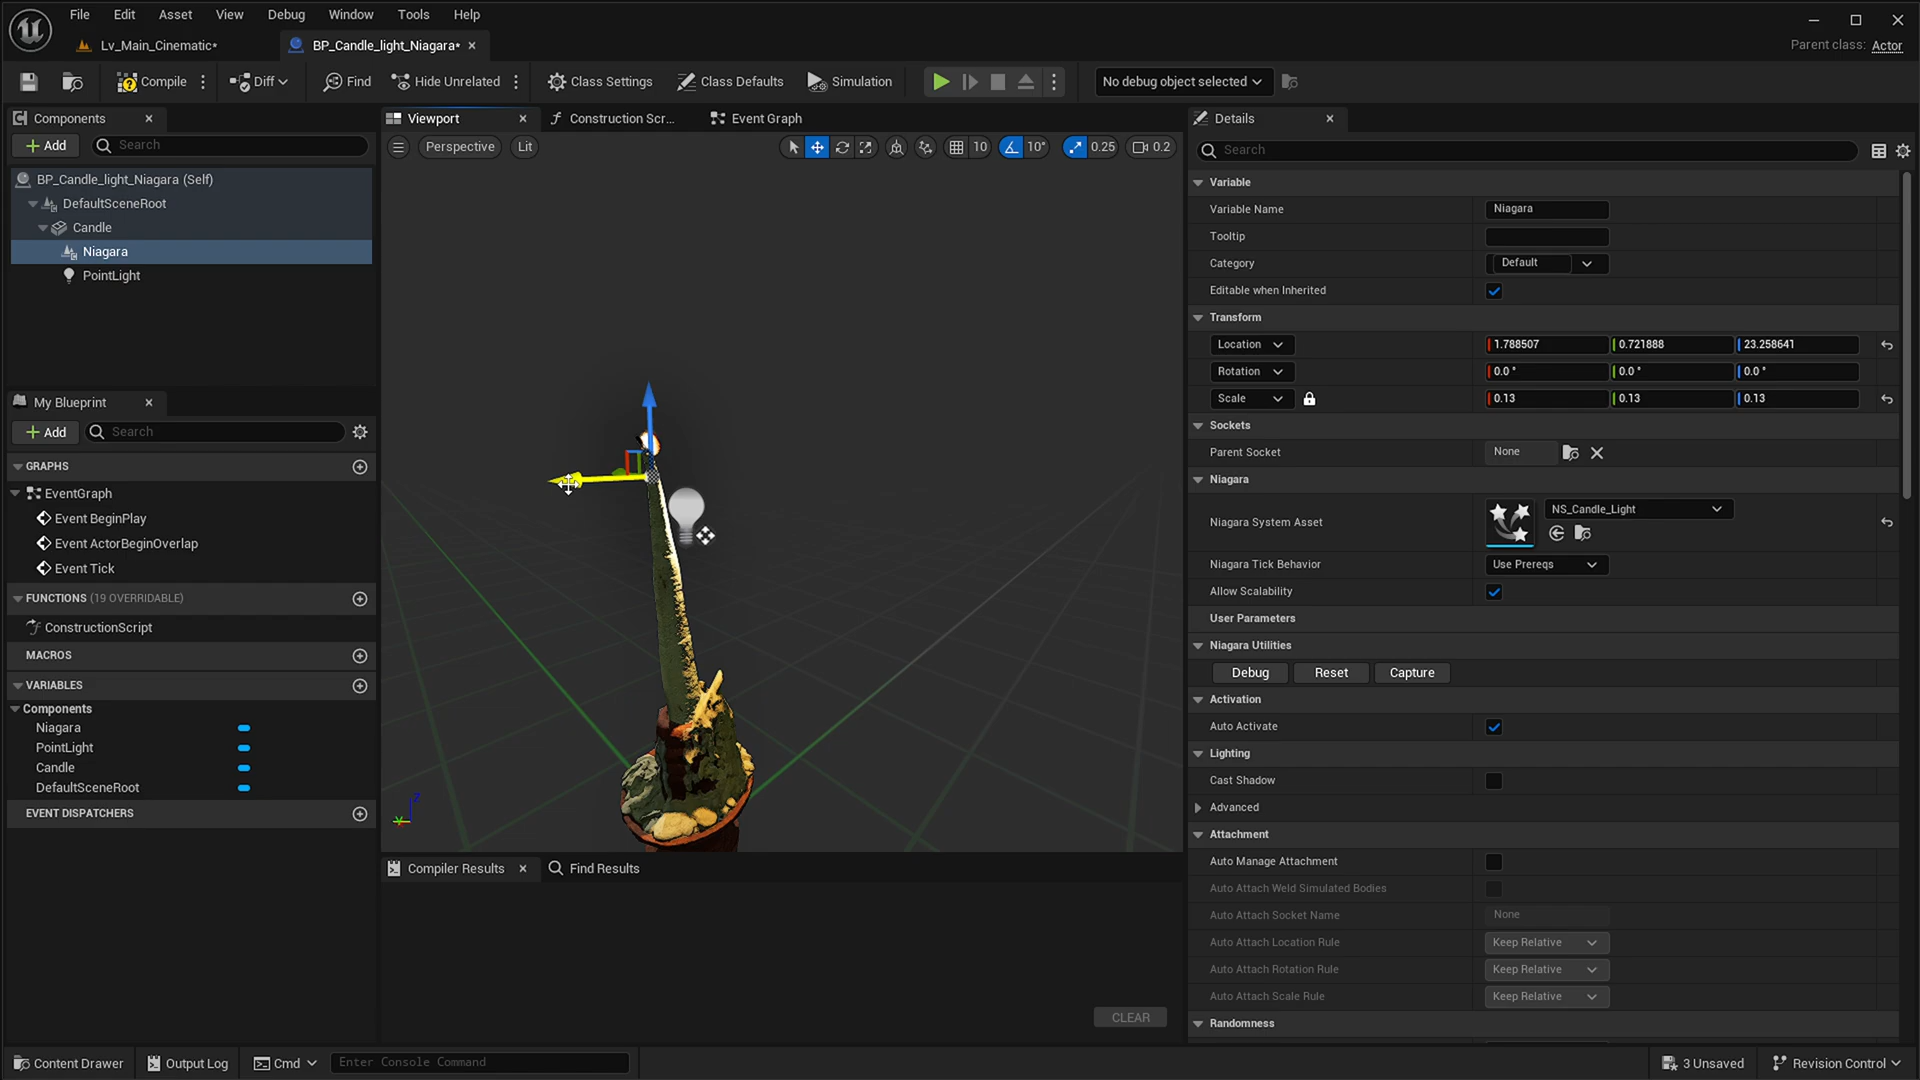 File Edit Asset View Debug Window Tools Help
Lv_Main_Cinematic*
BP_Candle_light_Niagara*
Parent class: Actor
Compile
Diff
Find
Hide Unrelated
Class Settings
Class Defaults
Simulation
No debug object selected
Components
Add
Search
BP_Candle_light_Niagara (Self)
DefaultSceneRoot
Candle
Niagara
PointLight
My Blueprint
Add
Search
GRAPHS
EventGraph
Event BeginPlay
Event ActorBeginOverlap
Event Tick
FUNCTIONS (19 OVERRIDABLE)
ConstructionScript
MACROS
VARIABLES
Components
Niagara
PointLight
Candle
DefaultSceneRoot
EVENT DISPATCHERS
Viewport
Construction Scr...
Event Graph
Perspective
Lit
10
10°
0.25
0.2
Z
Y
Compiler Results
Find Results
CLEAR
Details
Search
Variable
Variable Name Niagara
Tooltip
Category Default
Editable when Inherited
Transform
Location 1.788507 0.721888 23.258641
Rotation 0.0 ° 0.0 ° 0.0 °
Scale 0.13 0.13 0.13
Sockets
Parent Socket None
Niagara
Niagara System Asset NS_Candle_Light
Niagara Tick Behavior Use Prereqs
Allow Scalability
User Parameters
Niagara Utilities
Debug Reset Capture
Activation
Auto Activate
Lighting
Cast Shadow
Advanced
Attachment
Auto Manage Attachment
Auto Attach Weld Simulated Bodies
Auto Attach Socket Name None
Auto Attach Location Rule Keep Relative
Auto Attach Rotation Rule Keep Relative
Auto Attach Scale Rule Keep Relative
Randomness
Content Drawer
Output Log
Cmd
Enter Console Command
3 Unsaved
Revision Control